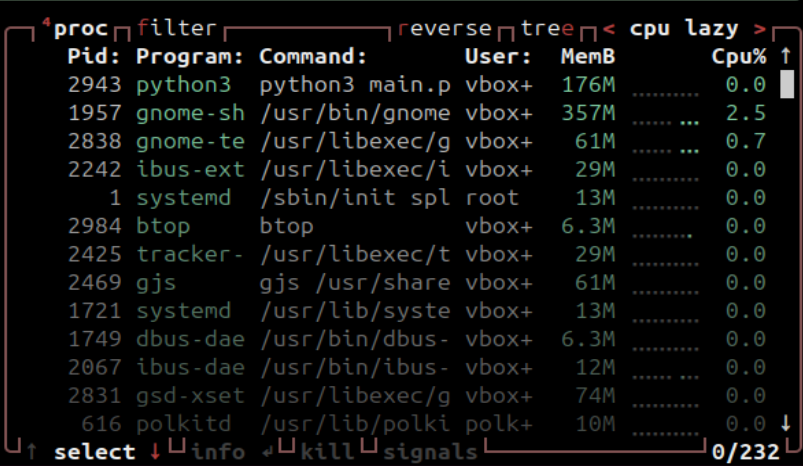 4proc filter reverse tree < cpu lazy >
Pid: Program: Command: User: MemB Cpu% ↑
2943 python3 python3 main.p vbox+ 176M 0.0
1957 gnome-sh /usr/bin/gnome vbox+ 357M 2.5
2838 gnome-te /usr/libexec/g vbox+ 61M 0.7
2242 ibus-ext /usr/libexec/i vbox+ 29M 0.0
1 systemd /sbin/init spl root 13M 0.0
2984 btop btop vbox+ 6.3M 0.0
2425 tracker- /usr/libexec/t vbox+ 29M 0.0
2469 gjs gjs /usr/share vbox+ 61M 0.0
1721 systemd /usr/lib/syste vbox+ 13M 0.0
1749 dbus-dae /usr/bin/dbus- vbox+ 6.3M 0.0
2067 ibus-dae /usr/bin/ibus- vbox+ 12M 0.0
2831 gsd-xset /usr/libexec/g vbox+ 74M 0.0
616 polkitd /usr/lib/polki polk+ 10M 0.0 ↓
↑ select ↓ info ↲ kill signals 0/232